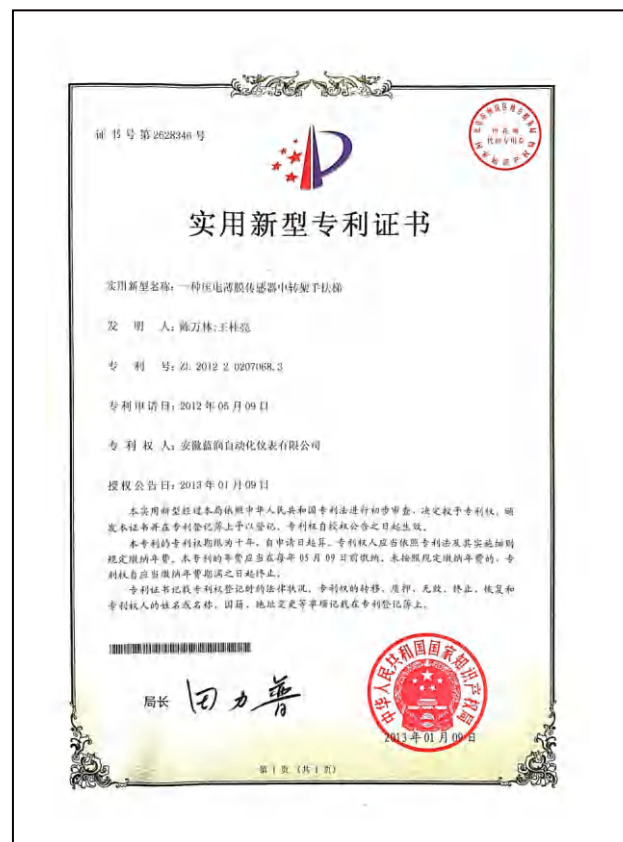 证书号第2628346号
实用新型专利证书
实用新型名称：一种压电薄膜传感器中转架手扶梯
发明人：陈万林;王桂亮
专利号：ZL 2012 2 0207068.3
专利申请日：2012年05月09日
专利权人：安徽蓝润自动化仪表有限公司
授权公告日：2013年01月09日
本实用新型经过本局依照中华人民共和国专利法进行初步审查，决定授予专利权，颁
发本证书并在专利登记簿上予以登记。专利权自授权公告之日起生效。
本专利的专利权期限为十年，自申请日起算。专利权人应当依照专利法及其实施细则
规定缴纳年费。本专利的年费应当在每年05月09日前缴纳。未按照规定缴纳年费的，专
利权自应当缴纳年费期满之日起终止。
专利证书记载专利权登记时的法律状况。专利权的转移、质押、无效、终止、恢复和
专利权人的姓名或名称、国籍、地址变更等事项记载在专利登记簿上。
局长 田力普
中华人民共和国国家知识产权局
2013年01月09日
第1页（共1页）